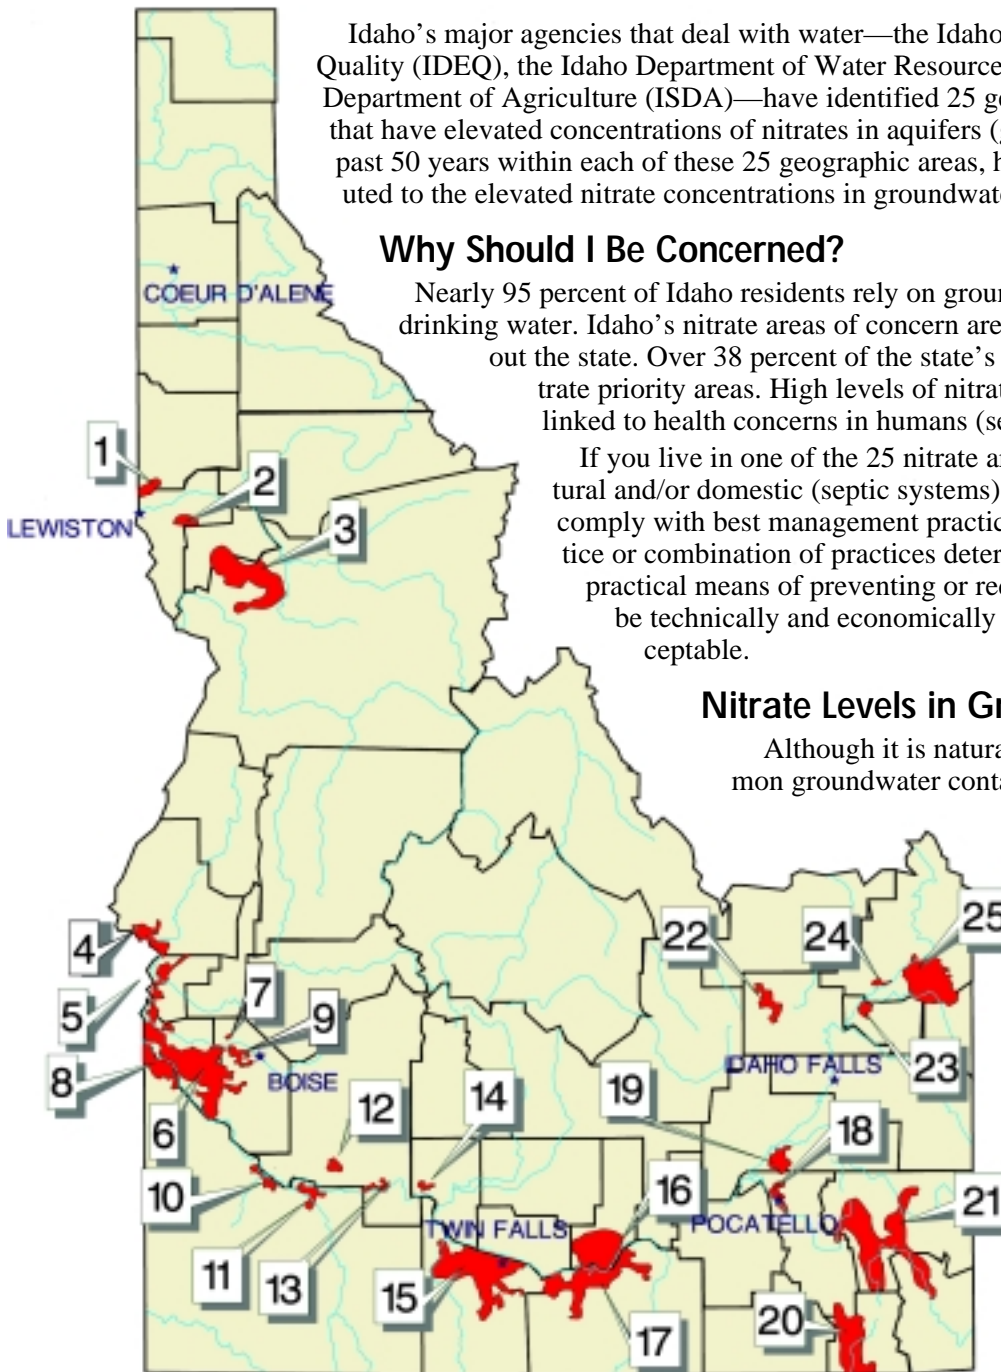 Idaho’s major agencies that deal with water—the Idaho
Quality (IDEQ), the Idaho Department of Water Resource
Department of Agriculture (ISDA)—have identified 25 ge
that have elevated concentrations of nitrates in aquifers (
past 50 years within each of these 25 geographic areas, h
uted to the elevated nitrate concentrations in groundwate
Why Should I Be Concerned?
Nearly 95 percent of Idaho residents rely on groun
drinking water. Idaho’s nitrate areas of concern are
out the state. Over 38 percent of the state’s
trate priority areas. High levels of nitrat
linked to health concerns in humans (se
If you live in one of the 25 nitrate a
tural and/or domestic (septic systems)
comply with best management practic
tice or combination of practices deter
practical means of preventing or rec
be technically and economically
ceptable.
Nitrate Levels in Gr
Although it is natura
mon groundwater conta
COEUR D'ALENE
1
2
LEWISTON
3
4
5
7
9
8
BOISE
6
12
14
10
11
13
TWIN FALLS
15
16
17
22
24
25
23
IDAHO FALLS
19
18
POCATELLO
21
20